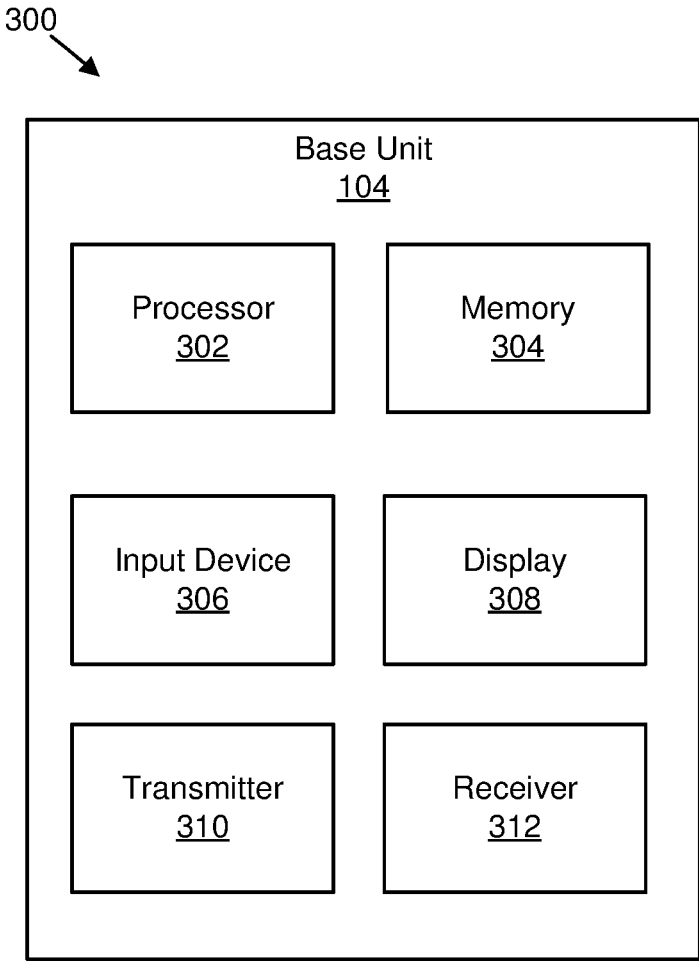 300
Base Unit
104
Processor
302
Memory
304
Input Device
306
Display
308
Transmitter
310
Receiver
312